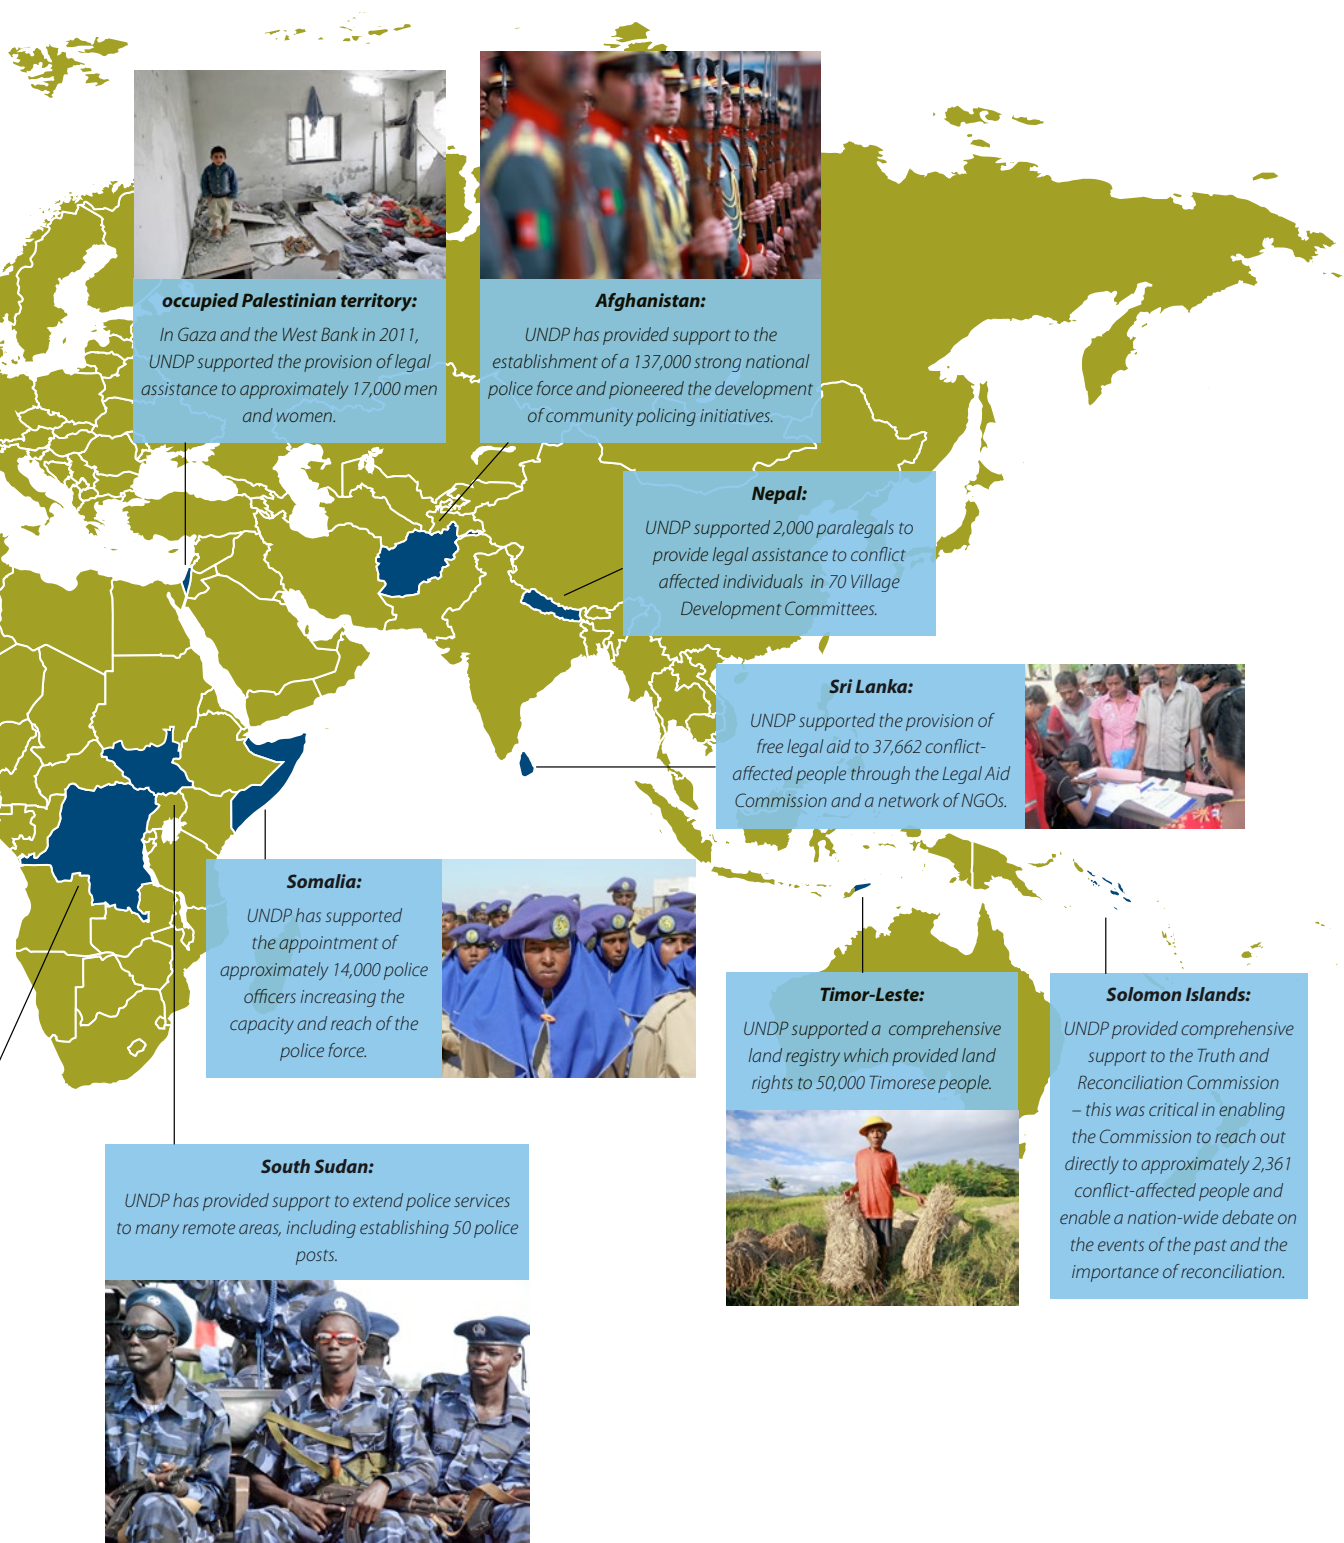 occupied Palestinian territory:
In Gaza and the West Bank in 2011,
UNDP supported the provision of legal
assistance to approximately 17,000 men
and women.
Afghanistan:
UNDP has provided support to the
establishment of a 137,000 strong national
police force and pioneered the development
of community policing initiatives.
Nepal:
UNDP supported 2,000 paralegals to
provide legal assistance to conflict
affected individuals in 70 Village
Development Committees.
Sri Lanka:
UNDP supported the provision of
free legal aid to 37,662 conflict-
affected people through the Legal Aid
Commission and a network of NGOs.
Somalia:
UNDP has supported
the appointment of
approximately 14,000 police
officers increasing the
capacity and reach of the
police force.
Timor-Leste:
UNDP supported a comprehensive
land registry which provided land
rights to 50,000 Timorese people.
Solomon Islands:
UNDP provided comprehensive
support to the Truth and
Reconciliation Commission
– this was critical in enabling
the Commission to reach out
directly to approximately 2,361
conflict-affected people and
enable a nation-wide debate on
the events of the past and the
importance of reconciliation.
South Sudan:
UNDP has provided support to extend police services
to many remote areas, including establishing 50 police
posts.